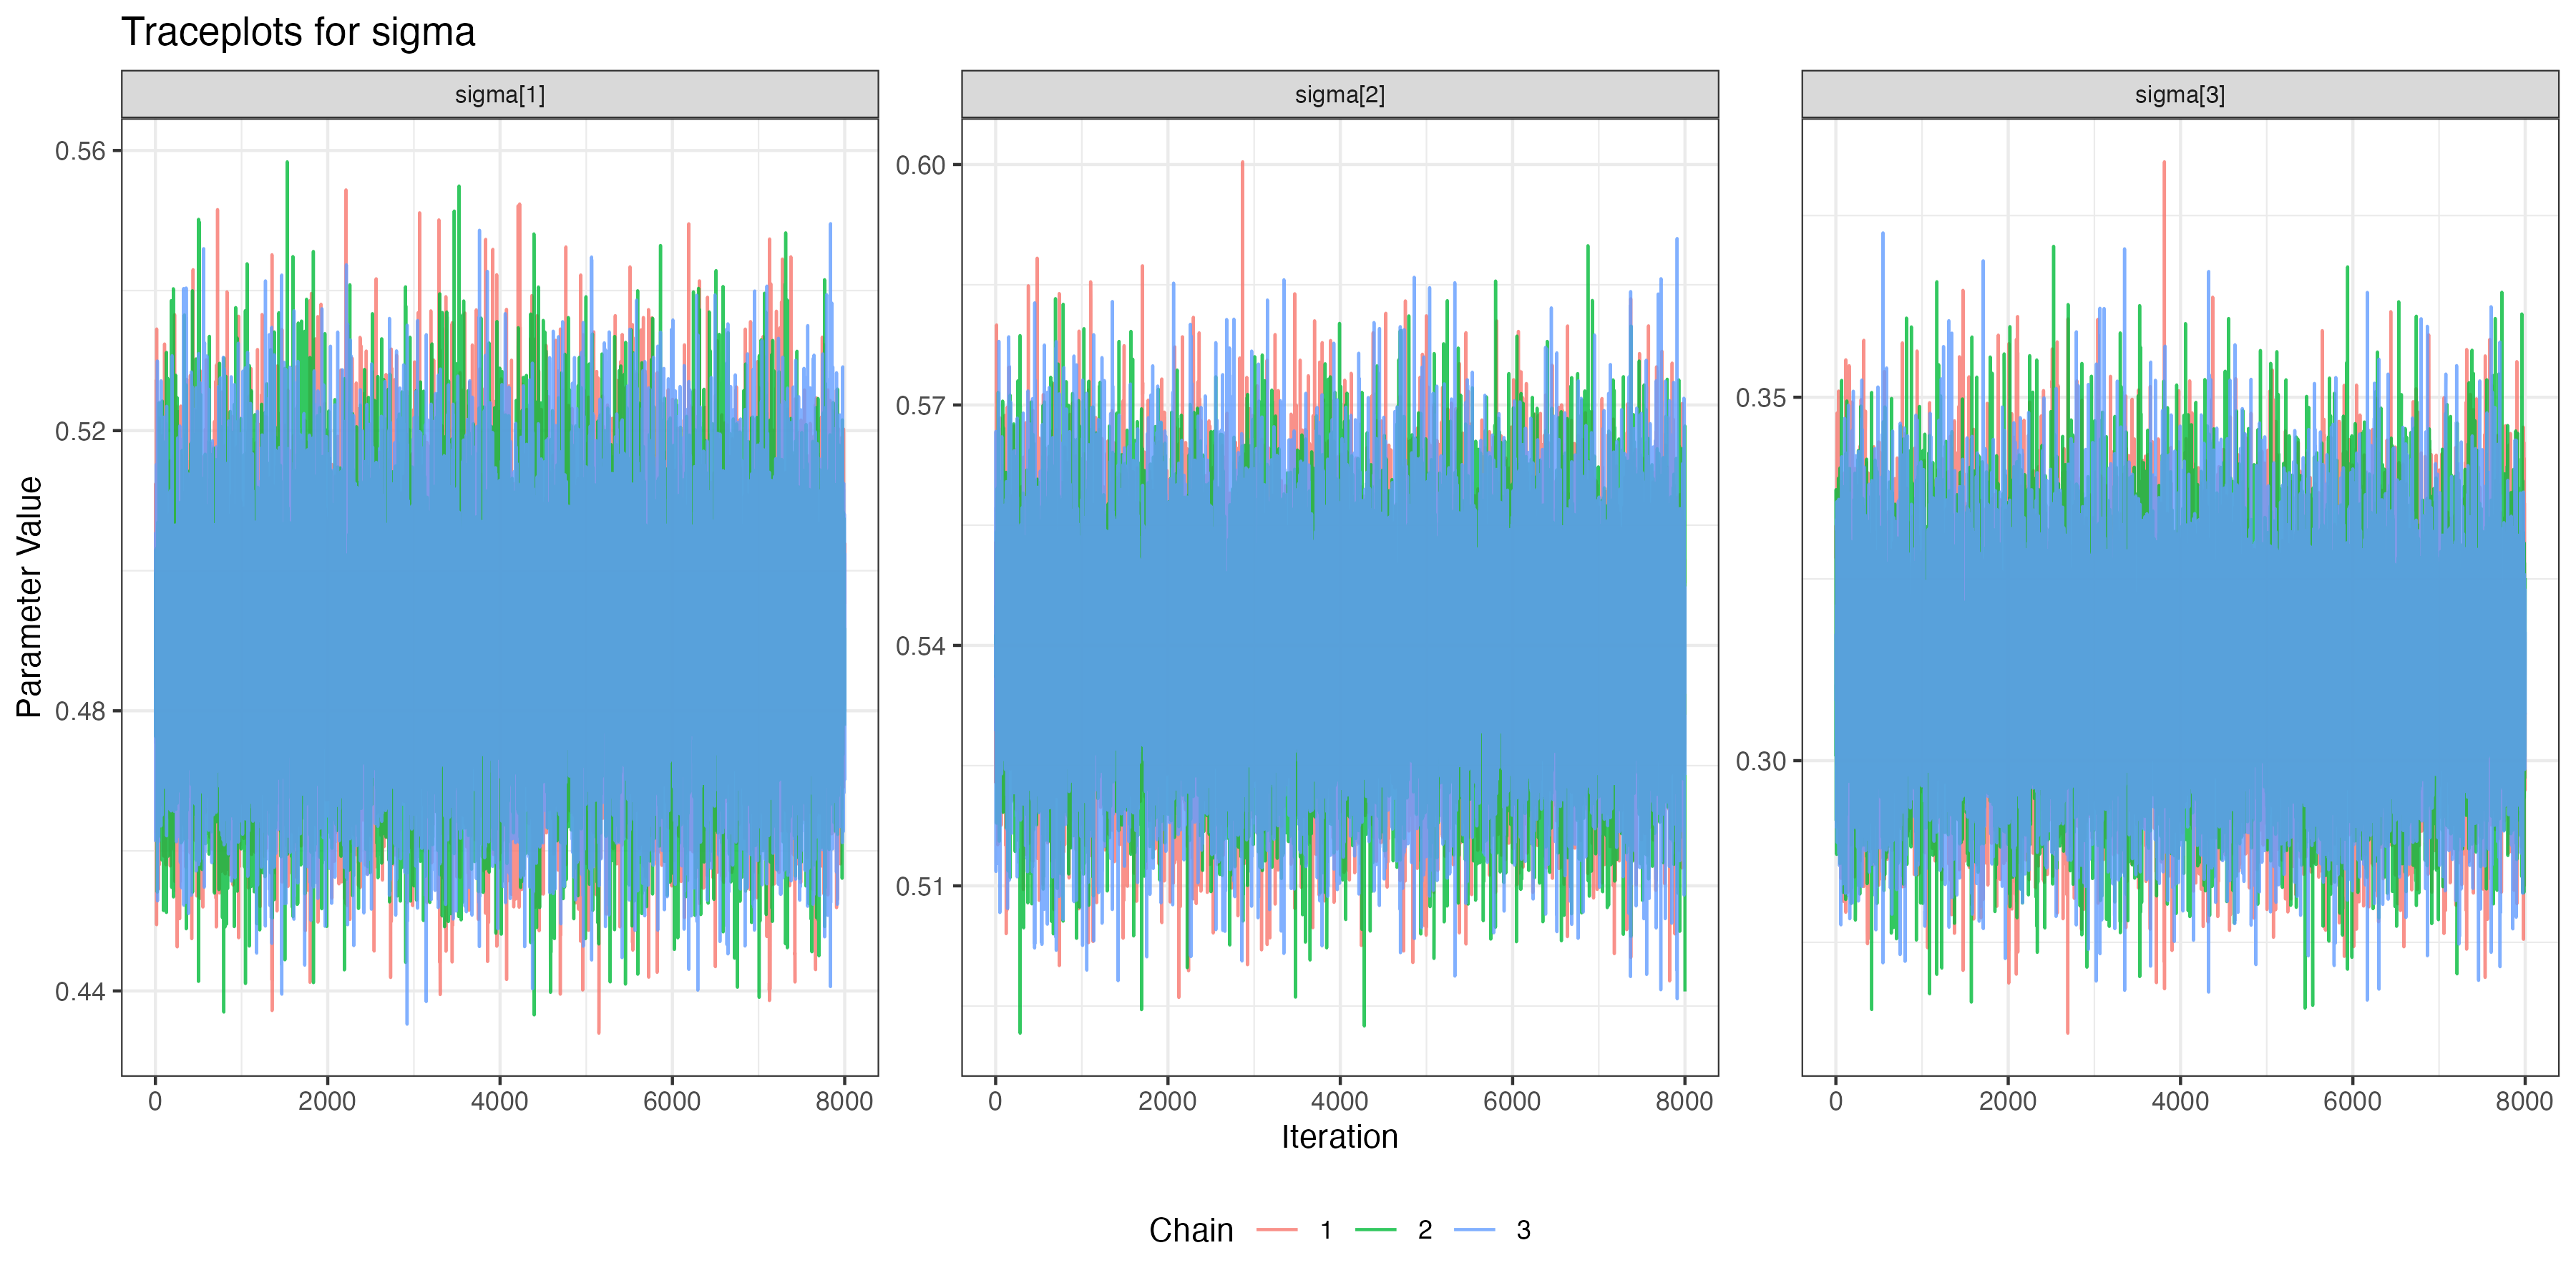 Traceplots for sigma
sigma[1]
sigma[2]
sigma[3]
Parameter Value
0.56
0.52
0.48
0.44
0.60
0.57
0.54
0.51
0.35
0.30
0 2000 4000 6000 8000
0 2000 4000 6000 8000
0 2000 4000 6000 8000
Iteration
Chain 1 2 3